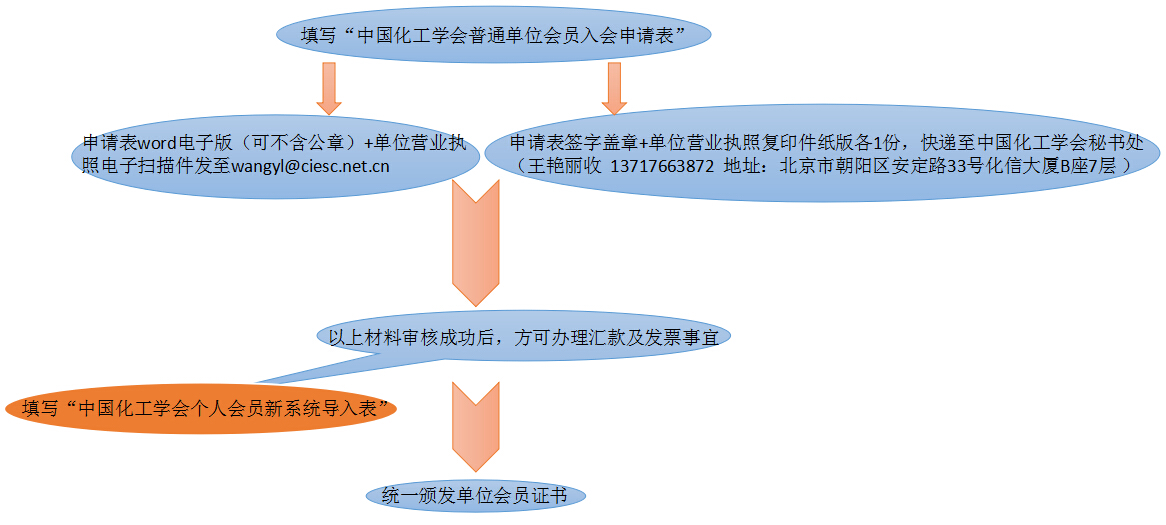 填写“中国化工学会普通单位会员入会申请表”
申请表word电子版（可不含公章）+单位营业执
照电子扫描件发至wangyl@ciesc.net.cn
申请表签字盖章+单位营业执照复印件纸版各1份，快递至中国化工学会秘书处
（王艳丽收 13717663872 地址：北京市朝阳区安定路33号化信大厦B座7层 ）
以上材料审核成功后，方可办理汇款及发票事宜
填写“中国化工学会个人会员新系统导入表”
统一颁发单位会员证书